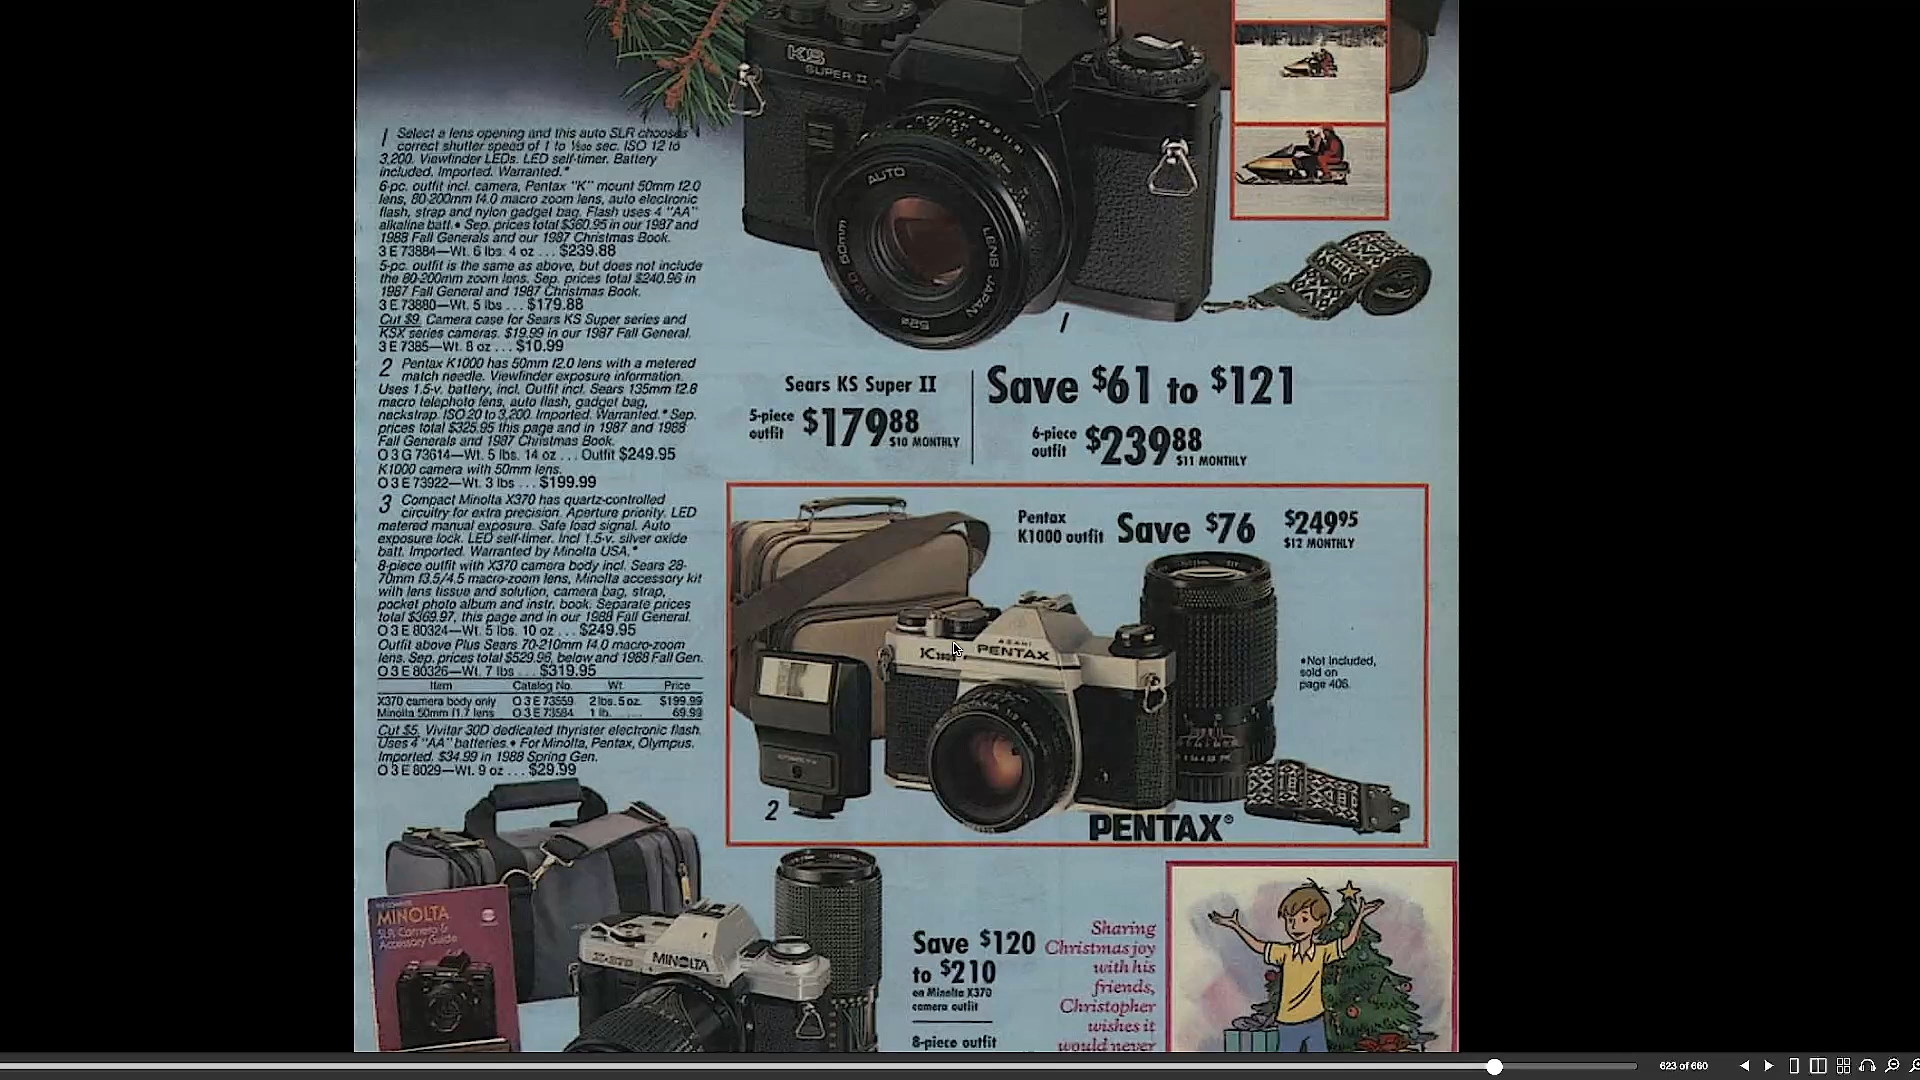 KS
SUPER II
1 Select a lens opening and this auto SLR chooses
correct shutter speed of 1 to sec. ISO 12 to
3,200. Viewfinder LEDs. LED self-timer. Battery
included. Imported. Warranted.*
6-pc. outfit incl. camera, Pentax "K" mount 50mm f2.0
lens, 80-200mm f4.0 macro zoom lens, auto electronic
flash, strap and nylon gadget bag. Flash uses 4 "AA"
alkaline batt.• Sep. prices total $360.95 in our 1987 and
1988 Fall Generals and our 1987 Christmas Book.
3 E 73884—Wt. 6 lbs. 4 oz ... $239.88
5-pc. outfit is the same as above, but does not include
the 80-200mm zoom lens. Sep. prices total $240.96 in
1987 Fall General and 1987 Christmas Book.
3 E 73880—Wt. 5 lbs ... $179.88
Cut $9. Camera case for Sears KS Super series and
KSX series cameras. $19.99 in our 1987 Fall General.
3 E 7385—Wt. 8 oz ... $10.99
2 Pentax K1000 has 50mm f2.0 lens with a metered
match needle. Viewfinder exposure information.
Uses 1.5-v. battery, incl. Outfit incl. Sears 135mm f2.8
macro telephoto lens, auto flash, gadget bag,
neckstrap. ISO 20 to 3,200. Imported. Warranted.* Sep.
prices total $325.95 this page and in 1987 and 1988
Fall Generals and 1987 Christmas Book.
O 3 G 73614—Wt. 5 lbs. 14 oz ... Outfit $249.95
K1000 camera with 50mm lens.
O 3 E 73922—Wt. 3 lbs ... $199.99
3 Compact Minolta X370 has quartz-controlled
circuitry for extra precision. Aperture priority. LED
metered manual exposure. Safe load signal. Auto
exposure lock. LED self-timer. Incl 1.5-v. silver oxide
batt. Imported. Warranted by Minolta USA.*
8-piece outfit with X370 camera body incl. Sears 28-
70mm f3.5/4.5 macro-zoom lens, Minolta accessory kit
with lens tissue and solution, camera bag, strap,
pocket photo album and instr. book. Separate prices
total $369.97, this page and in our 1988 Fall General.
O 3 E 80324—Wt. 5 lbs. 10 oz ... $249.95
Outfit above Plus Sears 70-210mm f4.0 macro-zoom
lens. Sep. prices total $529.96, below and 1988 Fall Gen.
O 3 E 80326—Wt. 7 lbs ... $319.95
Item Catalog No. Wt. Price
X370 camera body only O 3 E 73559 2 lbs. 5 oz. $199.99
Minolta 50mm f1.7 lens O 3 E 73584 1 lb. .... 69.99
Cut $5. Vivitar 30D dedicated thyrister electronic flash.
Uses 4 "AA" batteries.• For Minolta, Pentax, Olympus.
Imported. $34.99 in 1988 Spring Gen.
O 3 E 8029—Wt. 9 oz ... $29.99
AUTO
50mm
LENS JAPAN
52ø
1
Sears KS Super II
5-piece
outfit $17988
$10 MONTHLY
Save $61 to $121
6-piece
outfit $23988
$11 MONTHLY
Pentax
K1000 outfit Save $76 $24995
$12 MONTHLY
ASAHI
K1000 PENTAX
•Not included,
sold on
page 406.
2
PENTAX®
MINOLTA
SLR Camera &
Accessory Guide
X-370 MINOLTA
Save $120
to $210
on Minolta X370
camera outfit
8-piece outfit
Sharing
Christmas joy
with his
friends,
Christopher
wishes it
would never
623 of 660